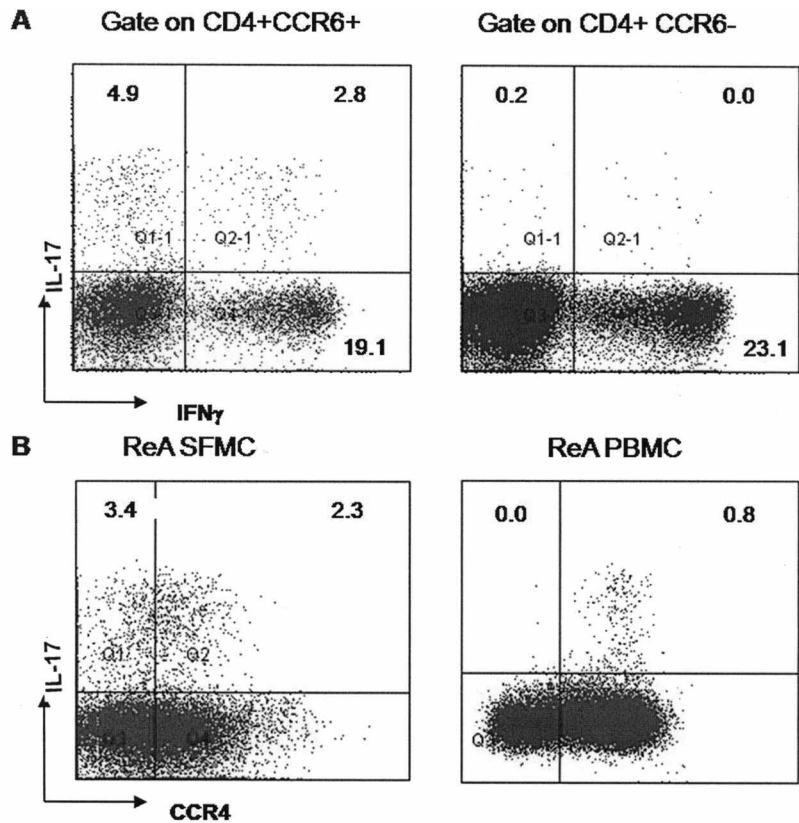 A
Gate on CD4+CCR6+
Gate on CD4+ CCR6-
4.9
2.8
0.2
0.0
Q1-1
Q2-1
Q1-1
Q2-1
IL-17
19.1
23.1
IFNγ
B
ReA SFMC
ReA PBMC
3.4
2.3
0.0
0.8
Q1
Q2
IL-17
Q3
Q4
CCR4